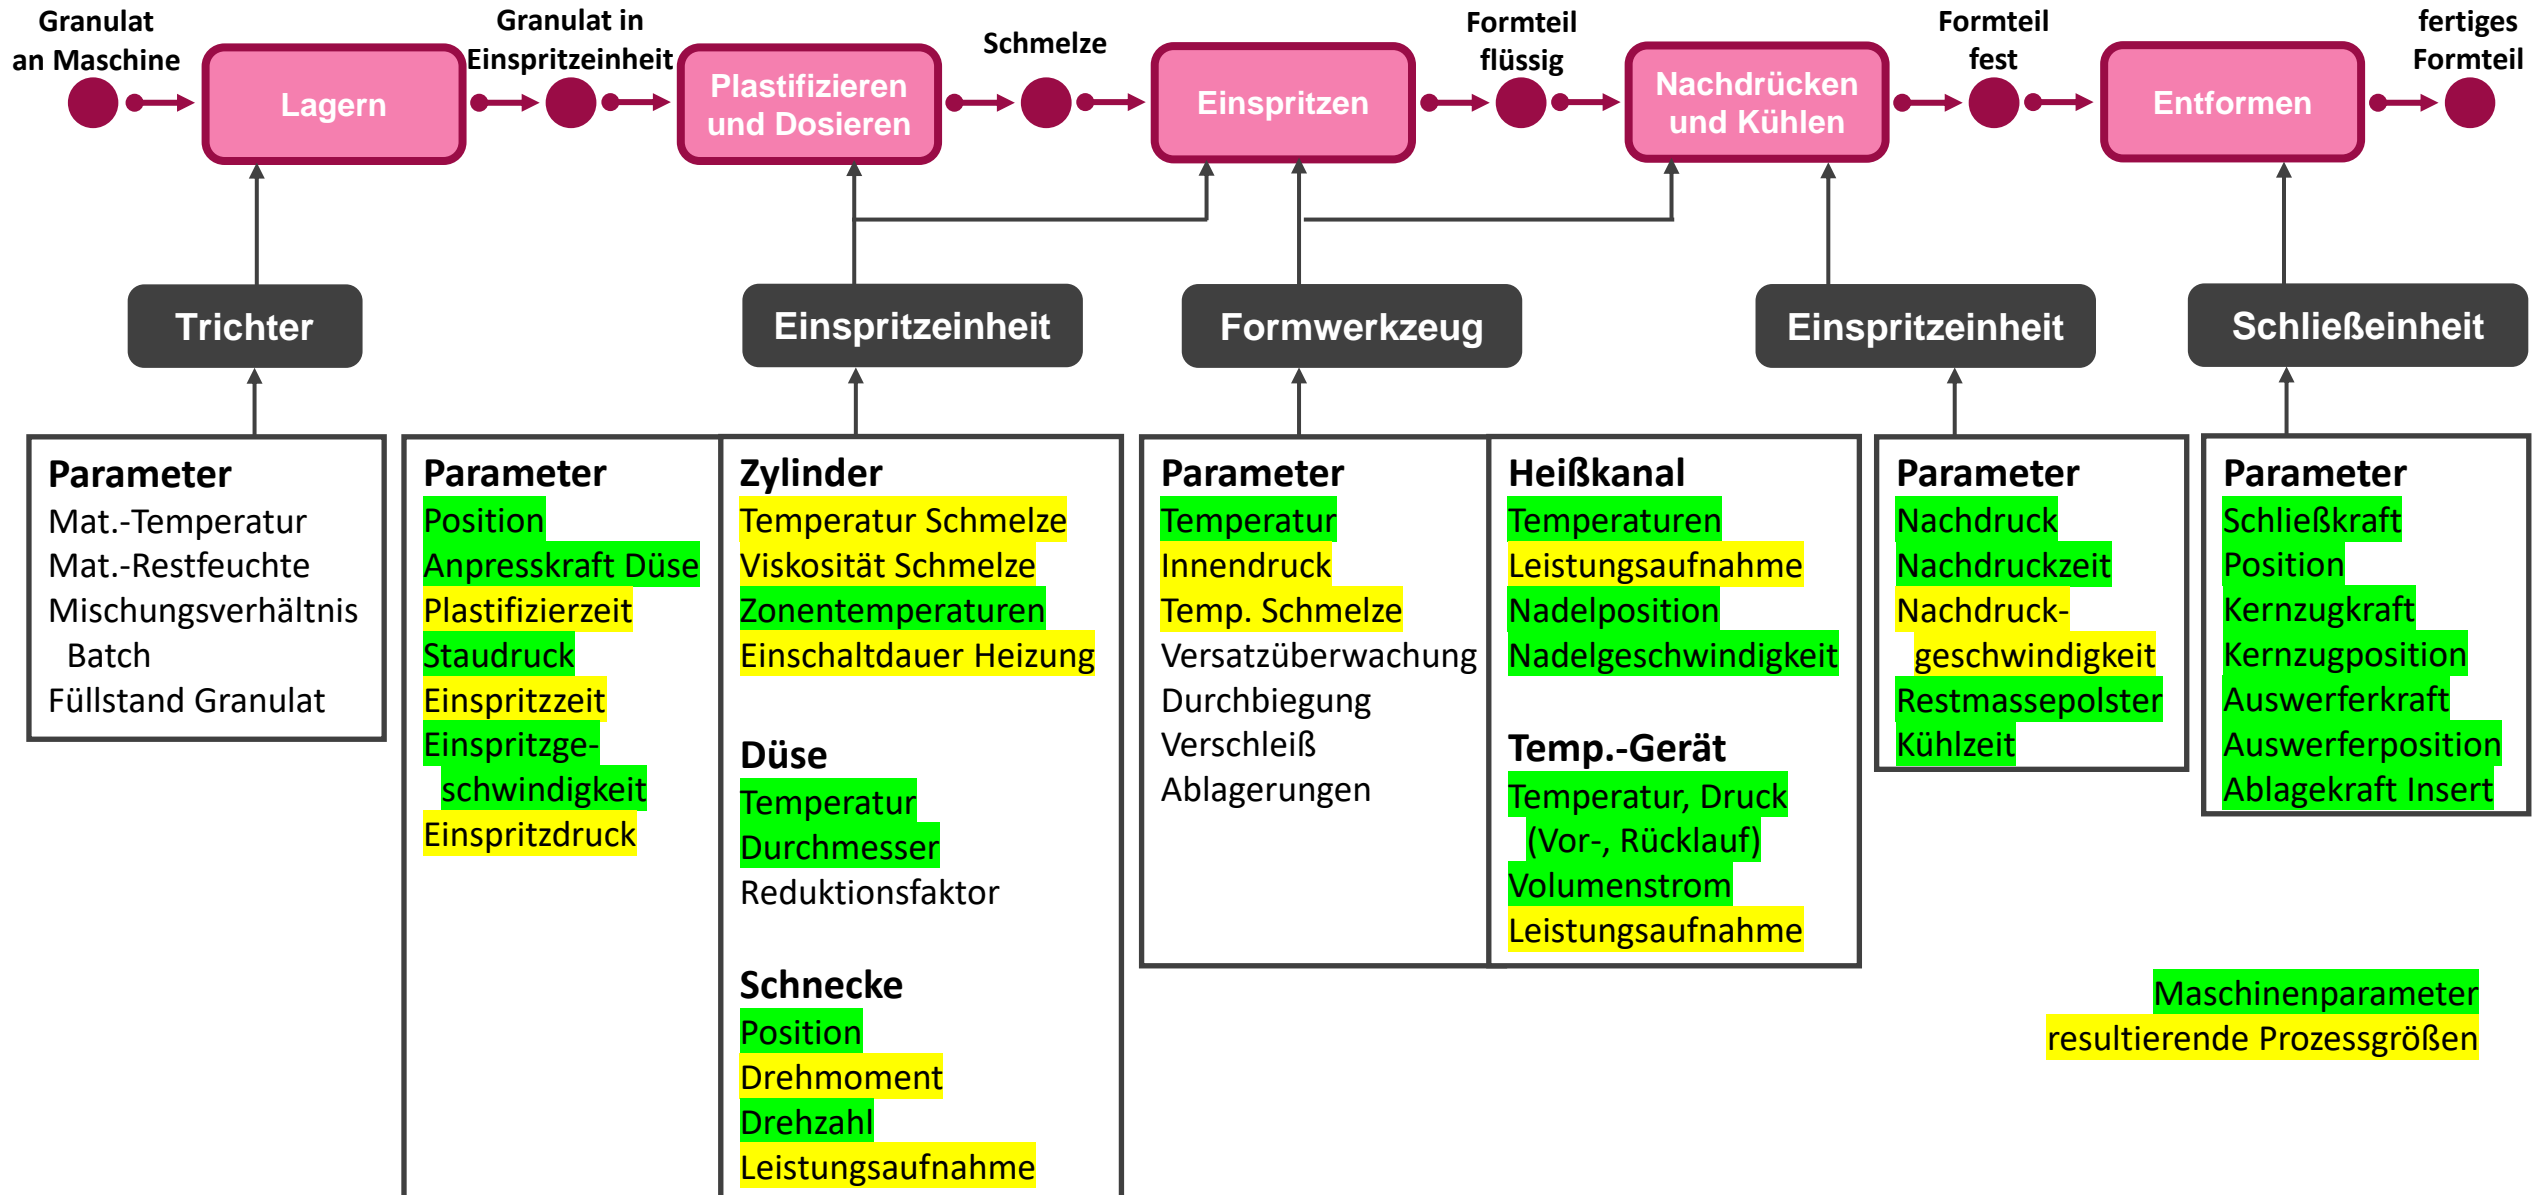 Granulat
an Maschine
Lagern
Granulat in
Einspritzeinheit
Plastifizieren
und Dosieren
Schmelze
Einspritzen
Formteil
flüssig
Nachdrücken
und Kühlen
Formteil
fest
Entformen
fertiges
Formteil
Trichter
Einspritzeinheit
Formwerkzeug
Einspritzeinheit
Schließeinheit
Parameter
Mat.-Temperatur
Mat.-Restfeuchte
Mischungsverhältnis
Batch
Füllstand Granulat
Parameter
Position
Anpresskraft Düse
Plastifizierzeit
Staudruck
Einspritzzeit
Einspritzge-
schwindigkeit
Einspritzdruck
Zylinder
Temperatur Schmelze
Viskosität Schmelze
Zonentemperaturen
Einschaltdauer Heizung
Düse
Temperatur
Durchmesser
Reduktionsfaktor
Schnecke
Position
Drehmoment
Drehzahl
Leistungsaufnahme
Parameter
Temperatur
Innendruck
Temp. Schmelze
Versatzüberwachung
Durchbiegung
Verschleiß
Ablagerungen
Heißkanal
Temperaturen
Leistungsaufnahme
Nadelposition
Nadelgeschwindigkeit
Temp.-Gerät
Temperatur, Druck
(Vor-, Rücklauf)
Volumenstrom
Leistungsaufnahme
Parameter
Nachdruck
Nachdruckzeit
Nachdruck-
geschwindigkeit
Restmassepolster
Kühlzeit
Parameter
Schließkraft
Position
Kernzugkraft
Kernzugposition
Auswerferkraft
Auswerferposition
Ablagekraft Insert
Maschinenparameter
resultierende Prozessgrößen